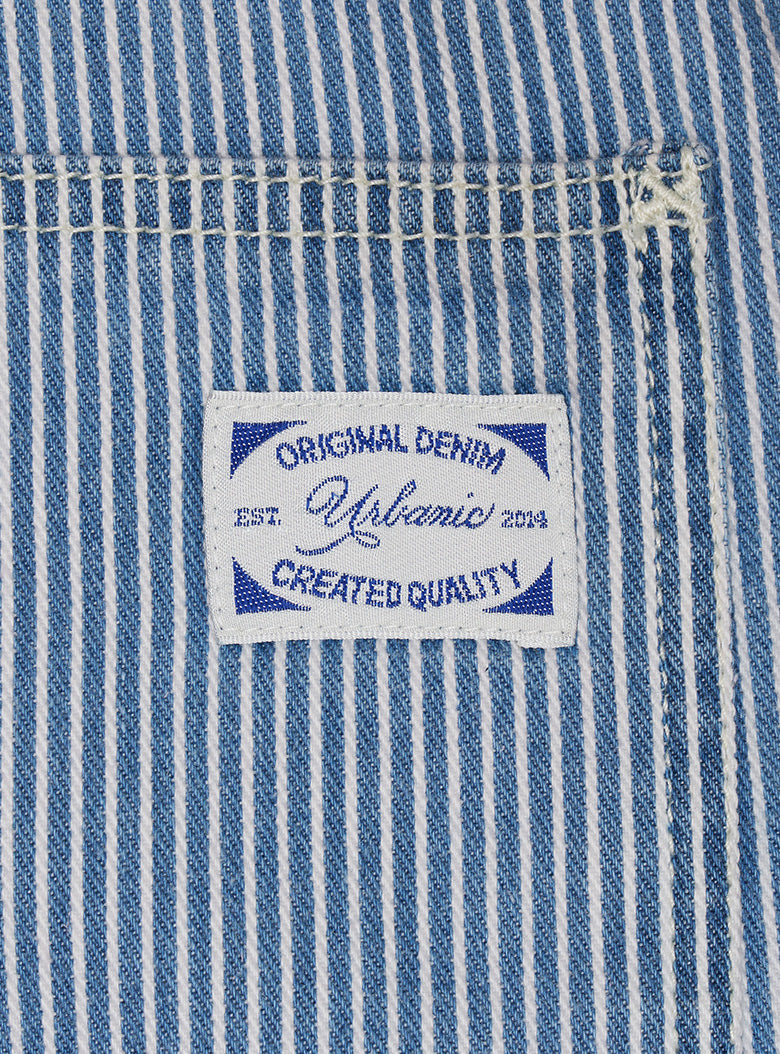 ORIGINAL DENIM
EST. Urbanic 2014
CREATED QUALITY